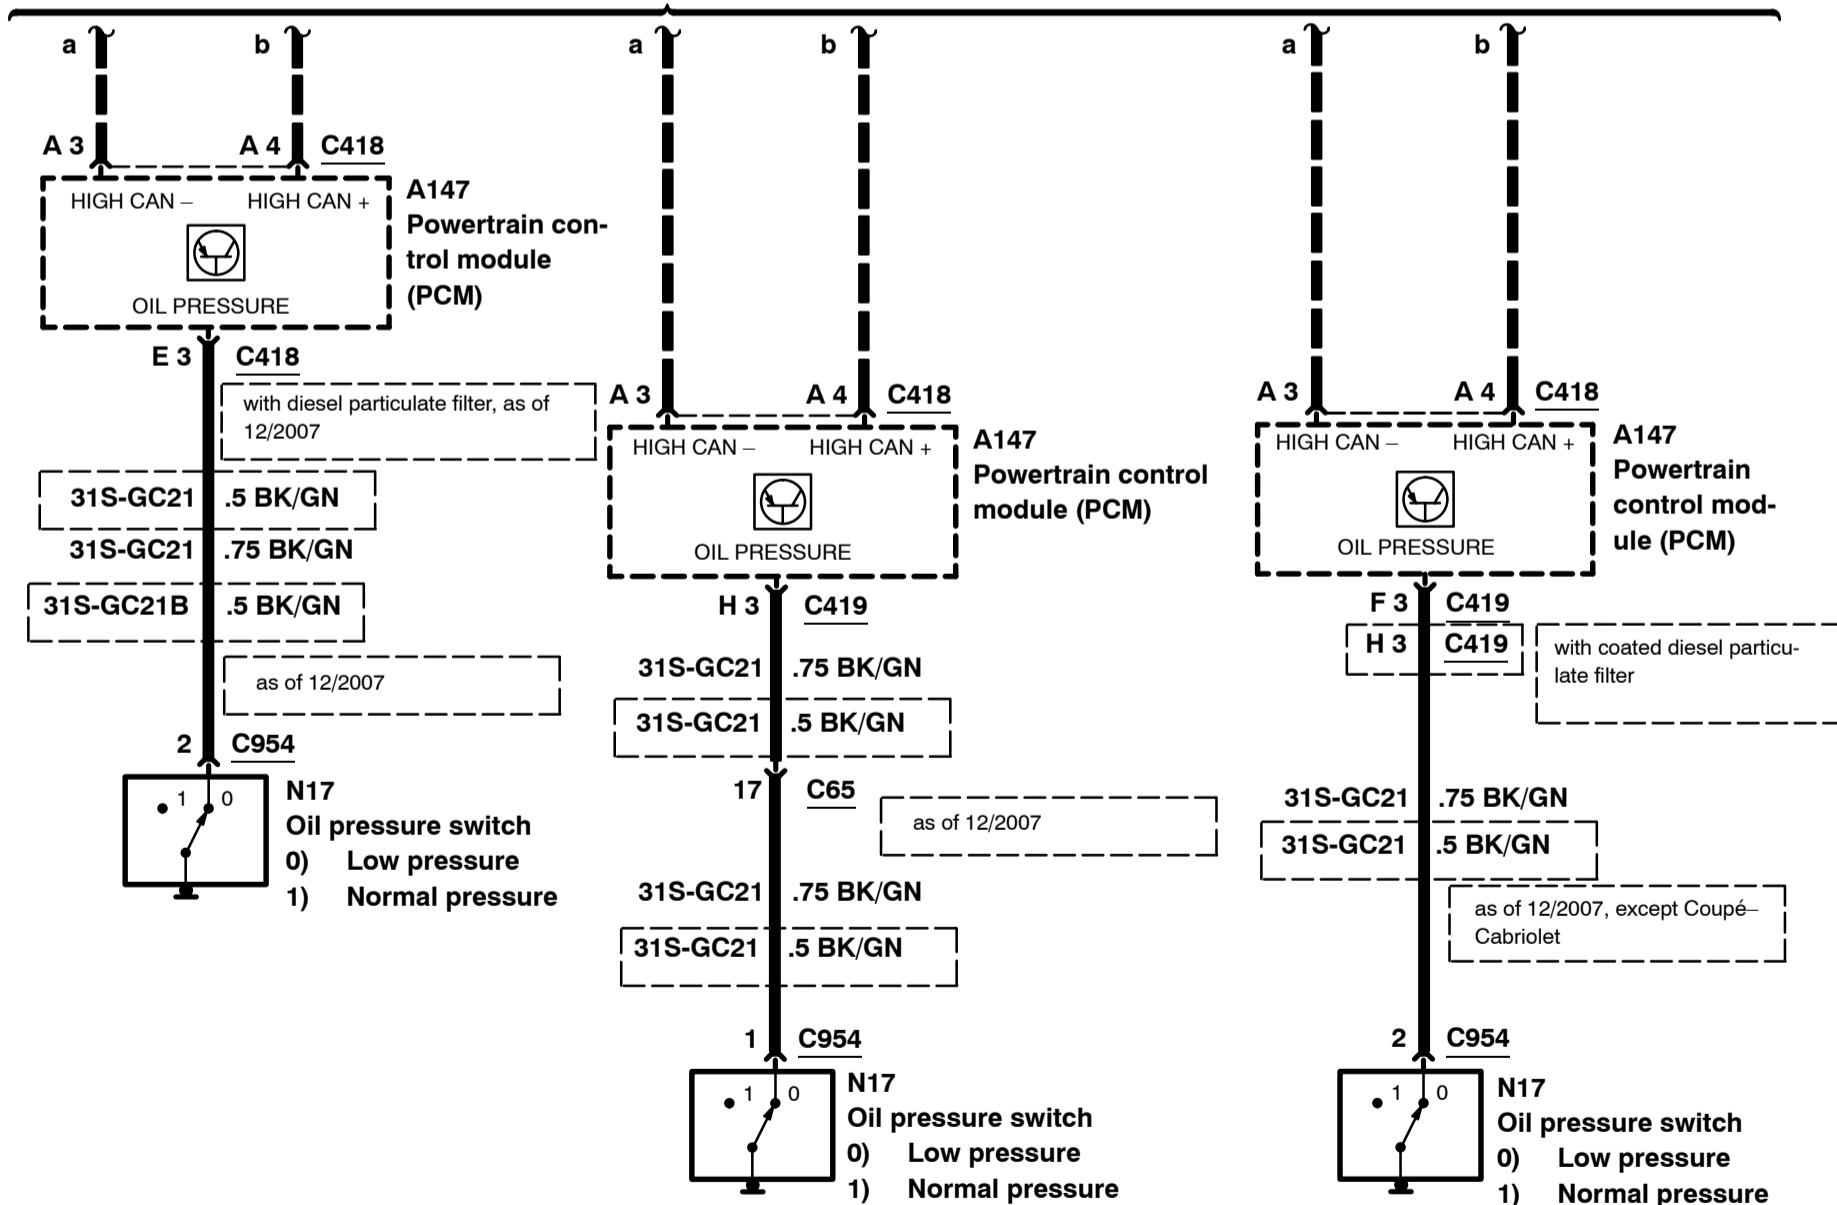 a b
A 3 A 4 C418
HIGH CAN – HIGH CAN +
OIL PRESSURE
A147
Powertrain con-
trol module
(PCM)
E 3 C418
with diesel particulate filter, as of
12/2007
31S-GC21 .5 BK/GN
31S-GC21 .75 BK/GN
31S-GC21B .5 BK/GN
as of 12/2007
2 C954
1 0
N17
Oil pressure switch
0) Low pressure
1) Normal pressure
a b
A 3 A 4 C418
HIGH CAN – HIGH CAN +
OIL PRESSURE
A147
Powertrain control
module (PCM)
H 3 C419
31S-GC21 .75 BK/GN
31S-GC21 .5 BK/GN
17 C65
as of 12/2007
31S-GC21 .75 BK/GN
31S-GC21 .5 BK/GN
1 C954
1 0
N17
Oil pressure switch
0) Low pressure
1) Normal pressure
a b
A 3 A 4 C418
HIGH CAN – HIGH CAN +
OIL PRESSURE
A147
Powertrain
control mod-
ule (PCM)
F 3 C419
H 3 C419
with coated diesel particu-
late filter
31S-GC21 .75 BK/GN
31S-GC21 .5 BK/GN
as of 12/2007, except Coupé–
Cabriolet
2 C954
1 0
N17
Oil pressure switch
0) Low pressure
1) Normal pressure